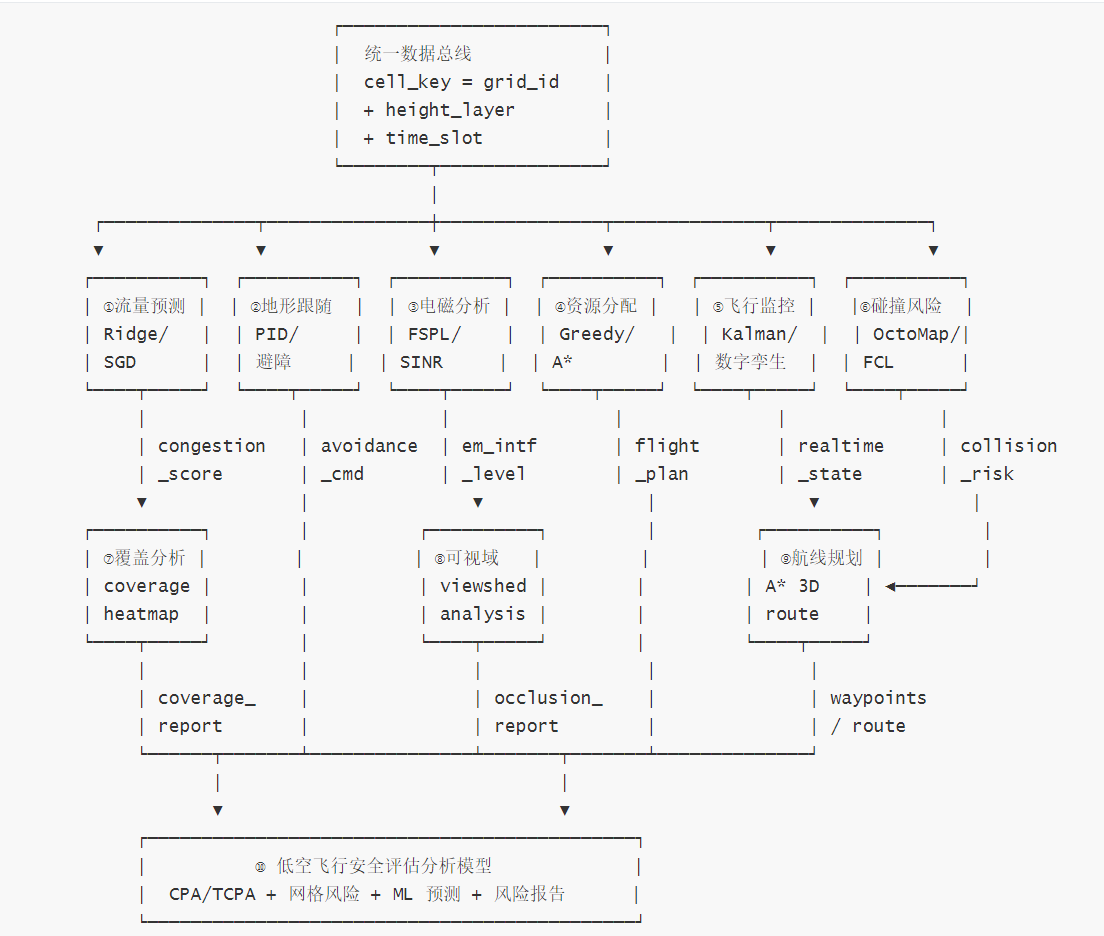 统一数据总线
cell_key = grid_id
+ height_layer
+ time_slot
①流量预测 ②地形跟随 ③电磁分析 ④资源分配 ⑤飞行监控 ⑥碰撞风险
Ridge/ PID/ FSPL/ Greedy/ Kalman/ OctoMap/
SGD 避障 SINR A* 数字孪生 FCL
congestion avoidance em_intf flight realtime collision
_score _cmd _level _plan _state _risk
⑦覆盖分析 ⑧可视域 ⑨航线规划
coverage viewshed A* 3D
heatmap analysis route
coverage_ occlusion_ waypoints
report report / route
⑩ 低空飞行安全评估分析模型
CPA/TCPA + 网格风险 + ML 预测 + 风险报告